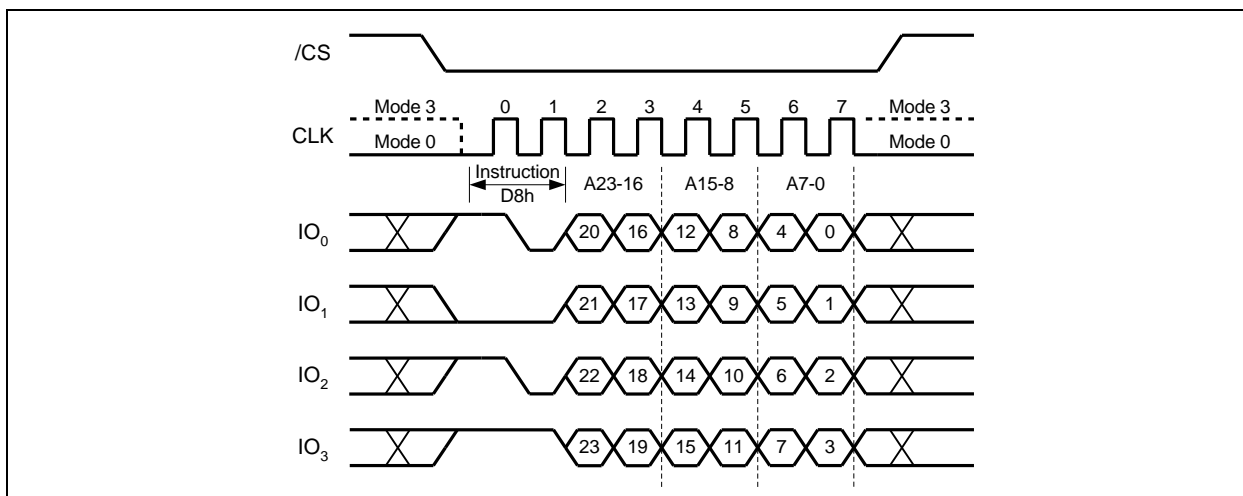 /CS
Mode 3 0 1 2 3 4 5 6 7 Mode 3
CLK
Mode 0 Mode 0
Instruction
D8h
A23-16 A15-8 A7-0
IO0 20 16 12 8 4 0
IO1 21 17 13 9 5 1
IO2 22 18 14 10 6 2
IO3 23 19 15 11 7 3